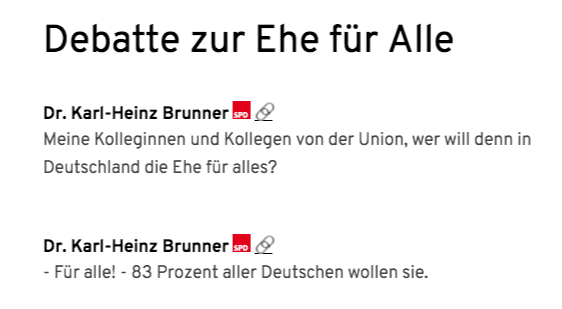 Debatte zur Ehe für Alle
Dr. Karl-Heinz Brunner SPD
Meine Kolleginnen und Kollegen von der Union, wer will denn in
Deutschland die Ehe für alles?
Dr. Karl-Heinz Brunner SPD
- Für alle! - 83 Prozent aller Deutschen wollen sie.